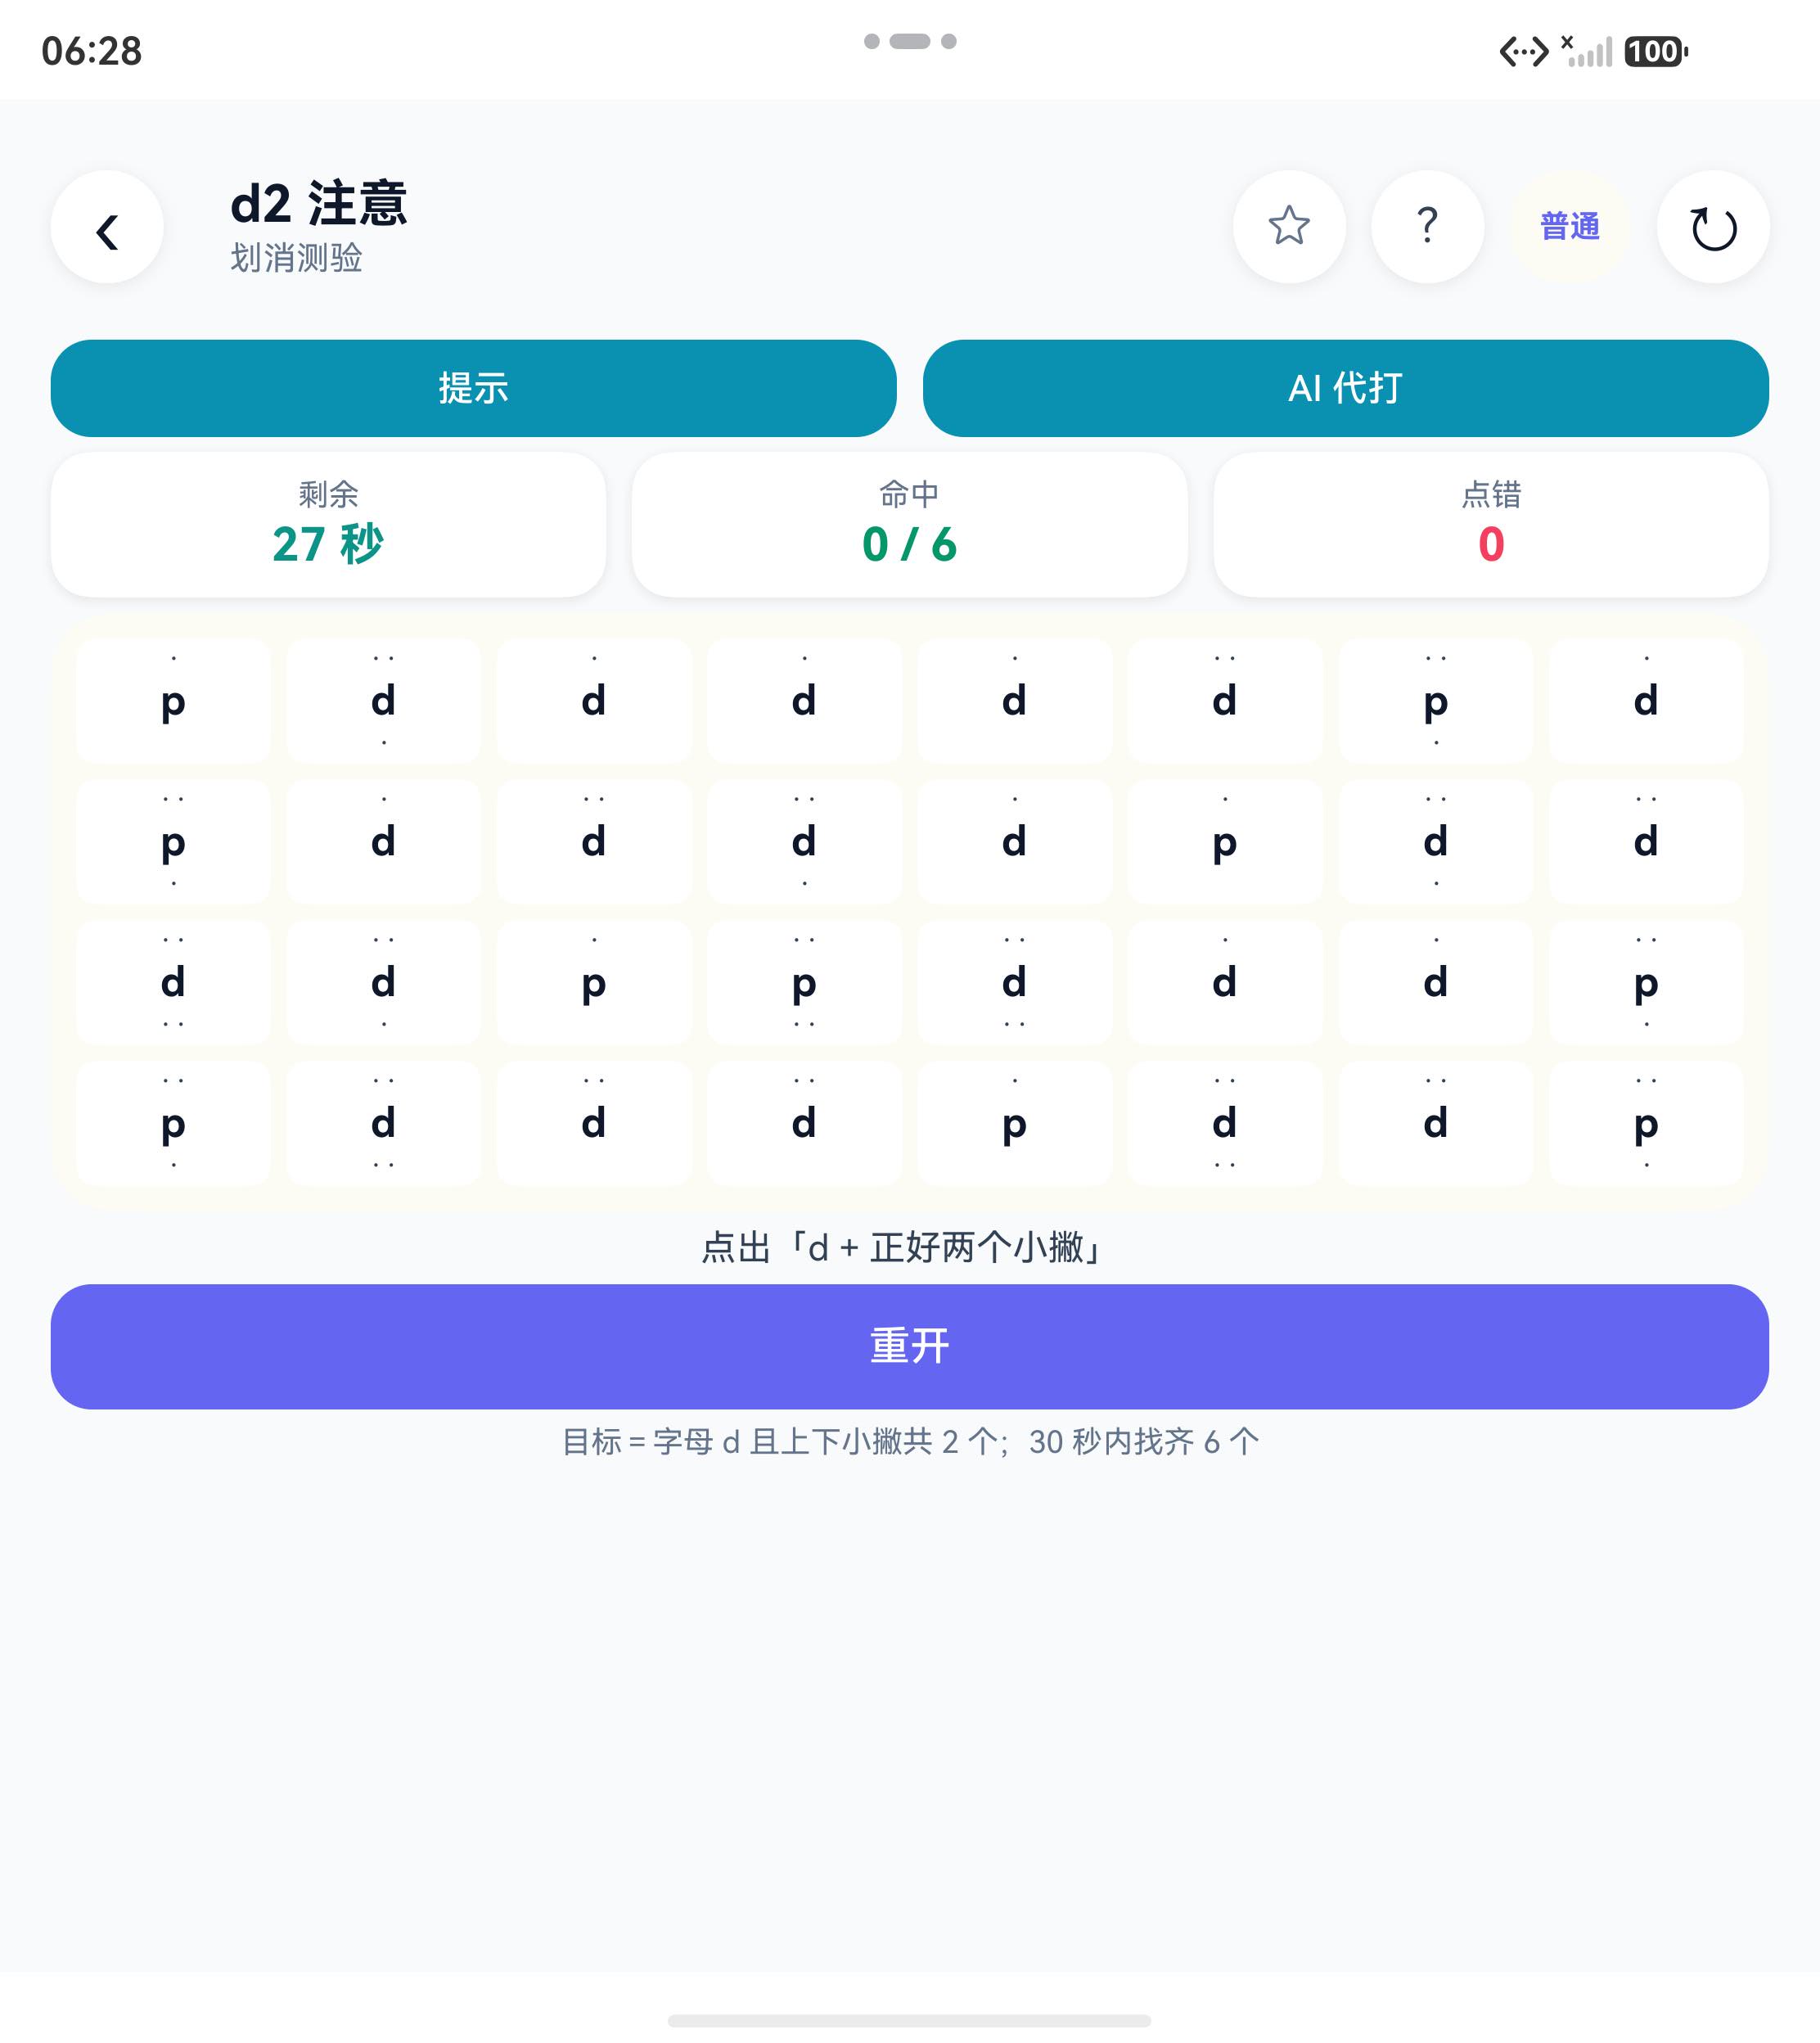 06:28
100
d2 注意
划消测验
?
普通
提示
AI 代打
剩余
27 秒
命中
0 / 6
点错
0
p d d d d d p d
p d d d d p d d
d d p p d d d p
p d d d p d d p
点出「d + 正好两个小撇」
重开
目标 = 字母 d 且上下小撇共 2 个；30 秒内找齐 6 个